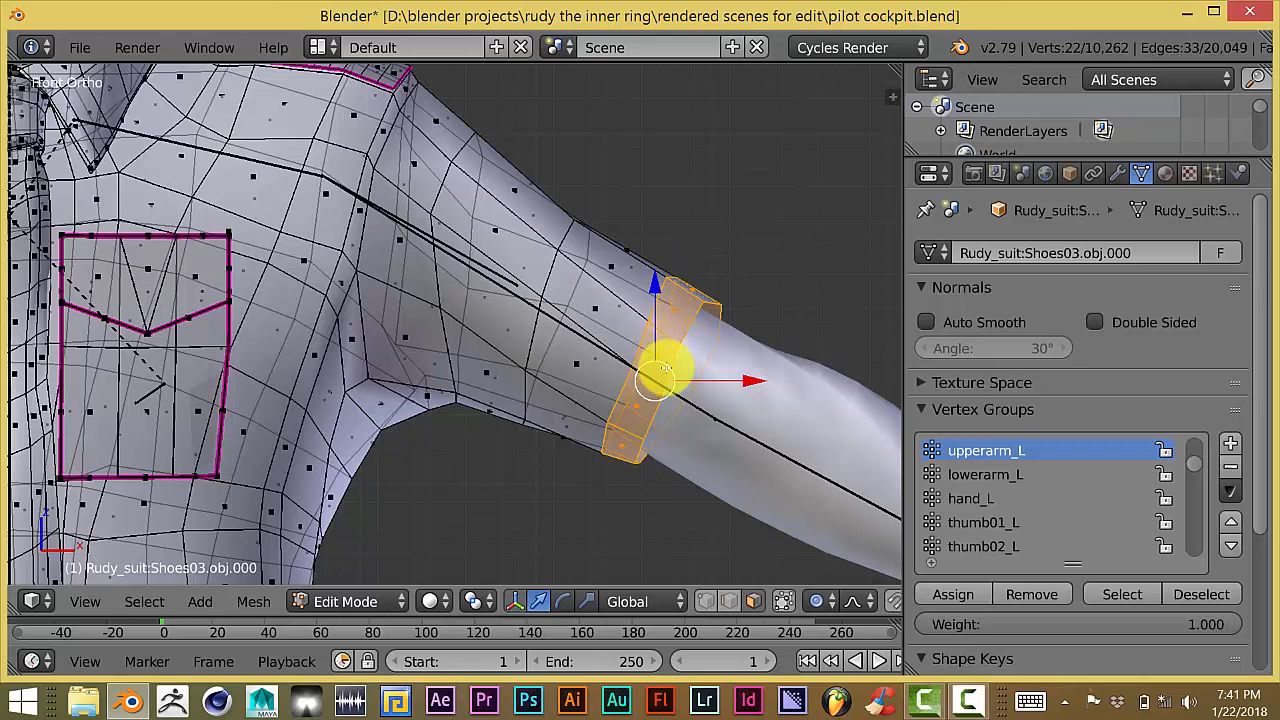 Blender* [D:\blender projects\rudy the inner ring\rendered scenes for edit\pilot cockpit.blend]
File Render Window Help Default Scene Cycles Render v2.79 | Verts:22/10,262 | Edges:33/20,049 | Fa
Front Ortho
View Search All Scenes
Scene
RenderLayers
World
Rudy_suit:S... Rudy_suit:S...
Rudy_suit:Shoes03.obj.000 F
Normals
Auto Smooth Double Sided
Angle: 30°
Texture Space
Vertex Groups
upperarm_L
lowerarm_L
hand_L
thumb01_L
thumb02_L
z
x
(1) Rudy_suit:Shoes03.obj.000
Assign Remove Select Deselect
View Select Add Mesh Edit Mode Global
Weight: 1.000
-40 -20 0 20 40 60 80 100 120 140 160 180 200 220 240 260
Shape Keys
View Marker Frame Playback Start: 1 End: 250 1
MAYA Ae Pr Ps Ai Au Fl Lr Id
7:41 PM
1/22/2018